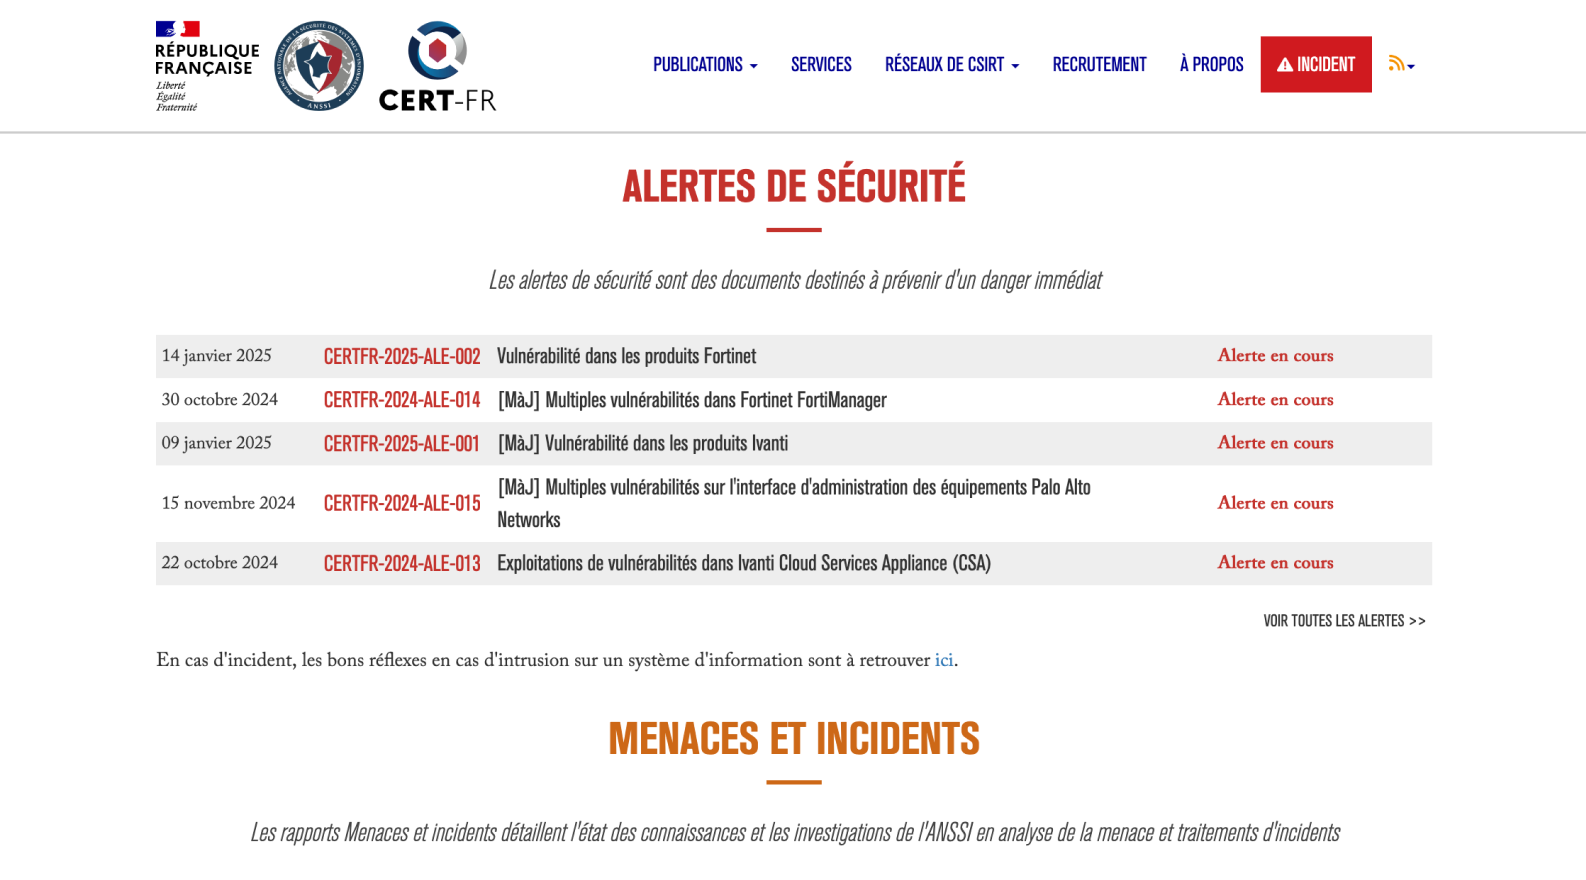 RÉPUBLIQUE
FRANÇAISE
Liberté
Égalité
Fraternité
AGENCE NATIONALE DE LA SÉCURITÉ DES SYSTÈMES D'INFORMATION
ANSSI
CERT-FR
PUBLICATIONS
SERVICES
RÉSEAUX DE CSIRT
RECRUTEMENT
À PROPOS
INCIDENT
ALERTES DE SÉCURITÉ
Les alertes de sécurité sont des documents destinés à prévenir d'un danger immédiat
14 janvier 2025 CERTFR-2025-ALE-002 Vulnérabilité dans les produits Fortinet Alerte en cours
30 octobre 2024 CERTFR-2024-ALE-014 [MàJ] Multiples vulnérabilités dans Fortinet FortiManager Alerte en cours
09 janvier 2025 CERTFR-2025-ALE-001 [MàJ] Vulnérabilité dans les produits Ivanti Alerte en cours
15 novembre 2024 CERTFR-2024-ALE-015 [MàJ] Multiples vulnérabilités sur l'interface d'administration des équipements Palo Alto
Networks Alerte en cours
22 octobre 2024 CERTFR-2024-ALE-013 Exploitations de vulnérabilités dans Ivanti Cloud Services Appliance (CSA) Alerte en cours
VOIR TOUTES LES ALERTES >>
En cas d'incident, les bons réflexes en cas d'intrusion sur un système d'information sont à retrouver ici.
MENACES ET INCIDENTS
Les rapports Menaces et incidents détaillent l'état des connaissances et les investigations de l'ANSSI en analyse de la menace et traitements d'incidents